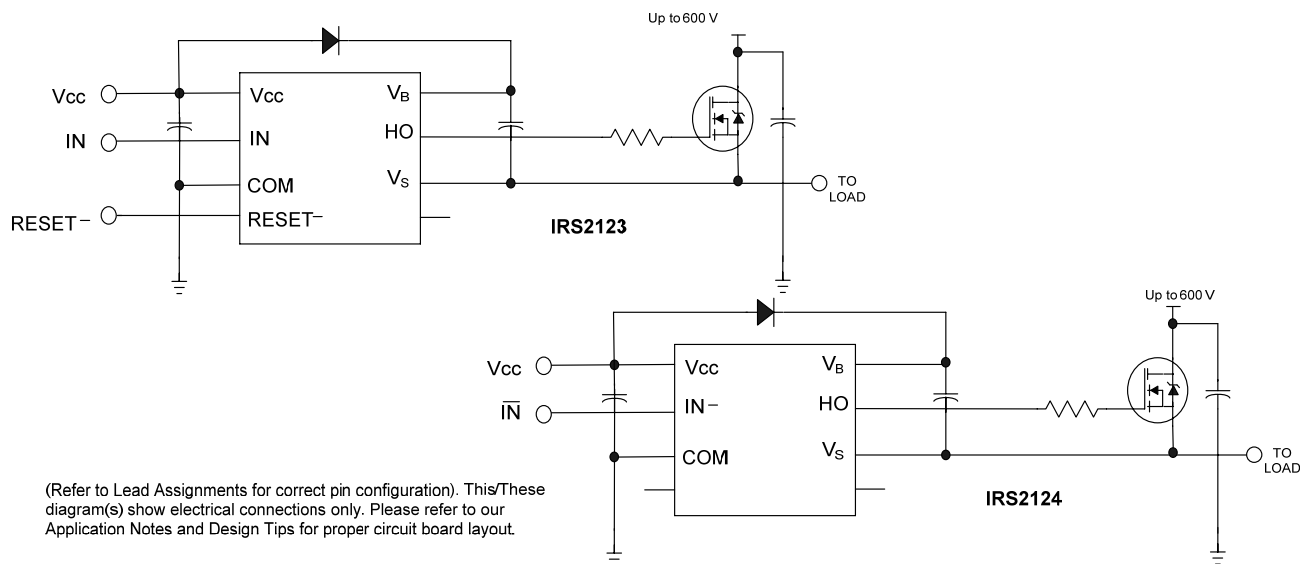 Up to 600 V
Vcc
IN
RESET–
Vcc
IN
COM
RESET–
VB
HO
VS
TO
LOAD
IRS2123
Up to 600 V
Vcc
I̅N̅
Vcc
IN–
COM
VB
HO
VS
TO
LOAD
IRS2124
(Refer to Lead Assignments for correct pin configuration). This/These
diagram(s) show electrical connections only. Please refer to our
Application Notes and Design Tips for proper circuit board layout.